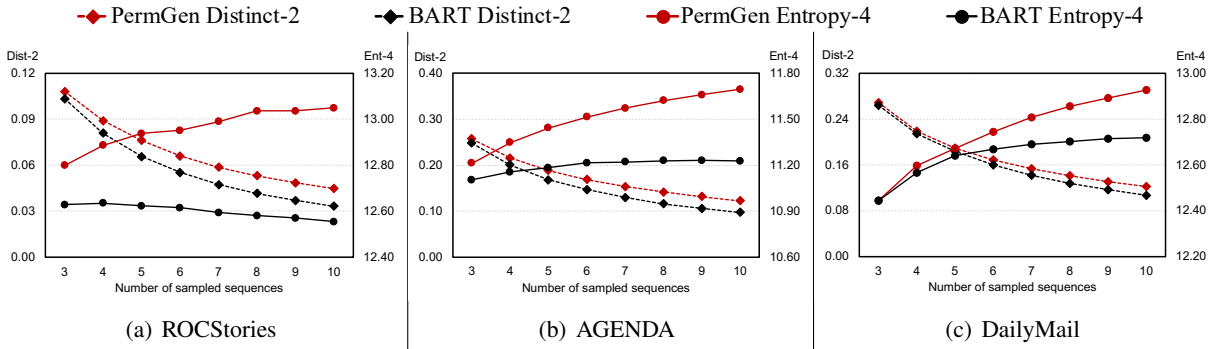 PermGen Distinct-2 BART Distinct-2 PermGen Entropy-4 BART Entropy-4
Dist-2 Ent-4
0.12 13.20
0.09 13.00
0.06 12.80
0.03 12.60
0.00 12.40
3 4 5 6 7 8 9 10
Number of sampled sequences
(a) ROCStories
Dist-2 Ent-4
0.40 11.80
0.30 11.50
0.20 11.20
0.10 10.90
0.00 10.60
3 4 5 6 7 8 9 10
Number of sampled sequences
(b) AGENDA
Dist-2 Ent-4
0.32 13.00
0.24 12.80
0.16 12.60
0.08 12.40
0.00 12.20
3 4 5 6 7 8 9 10
Number of sampled sequences
(c) DailyMail